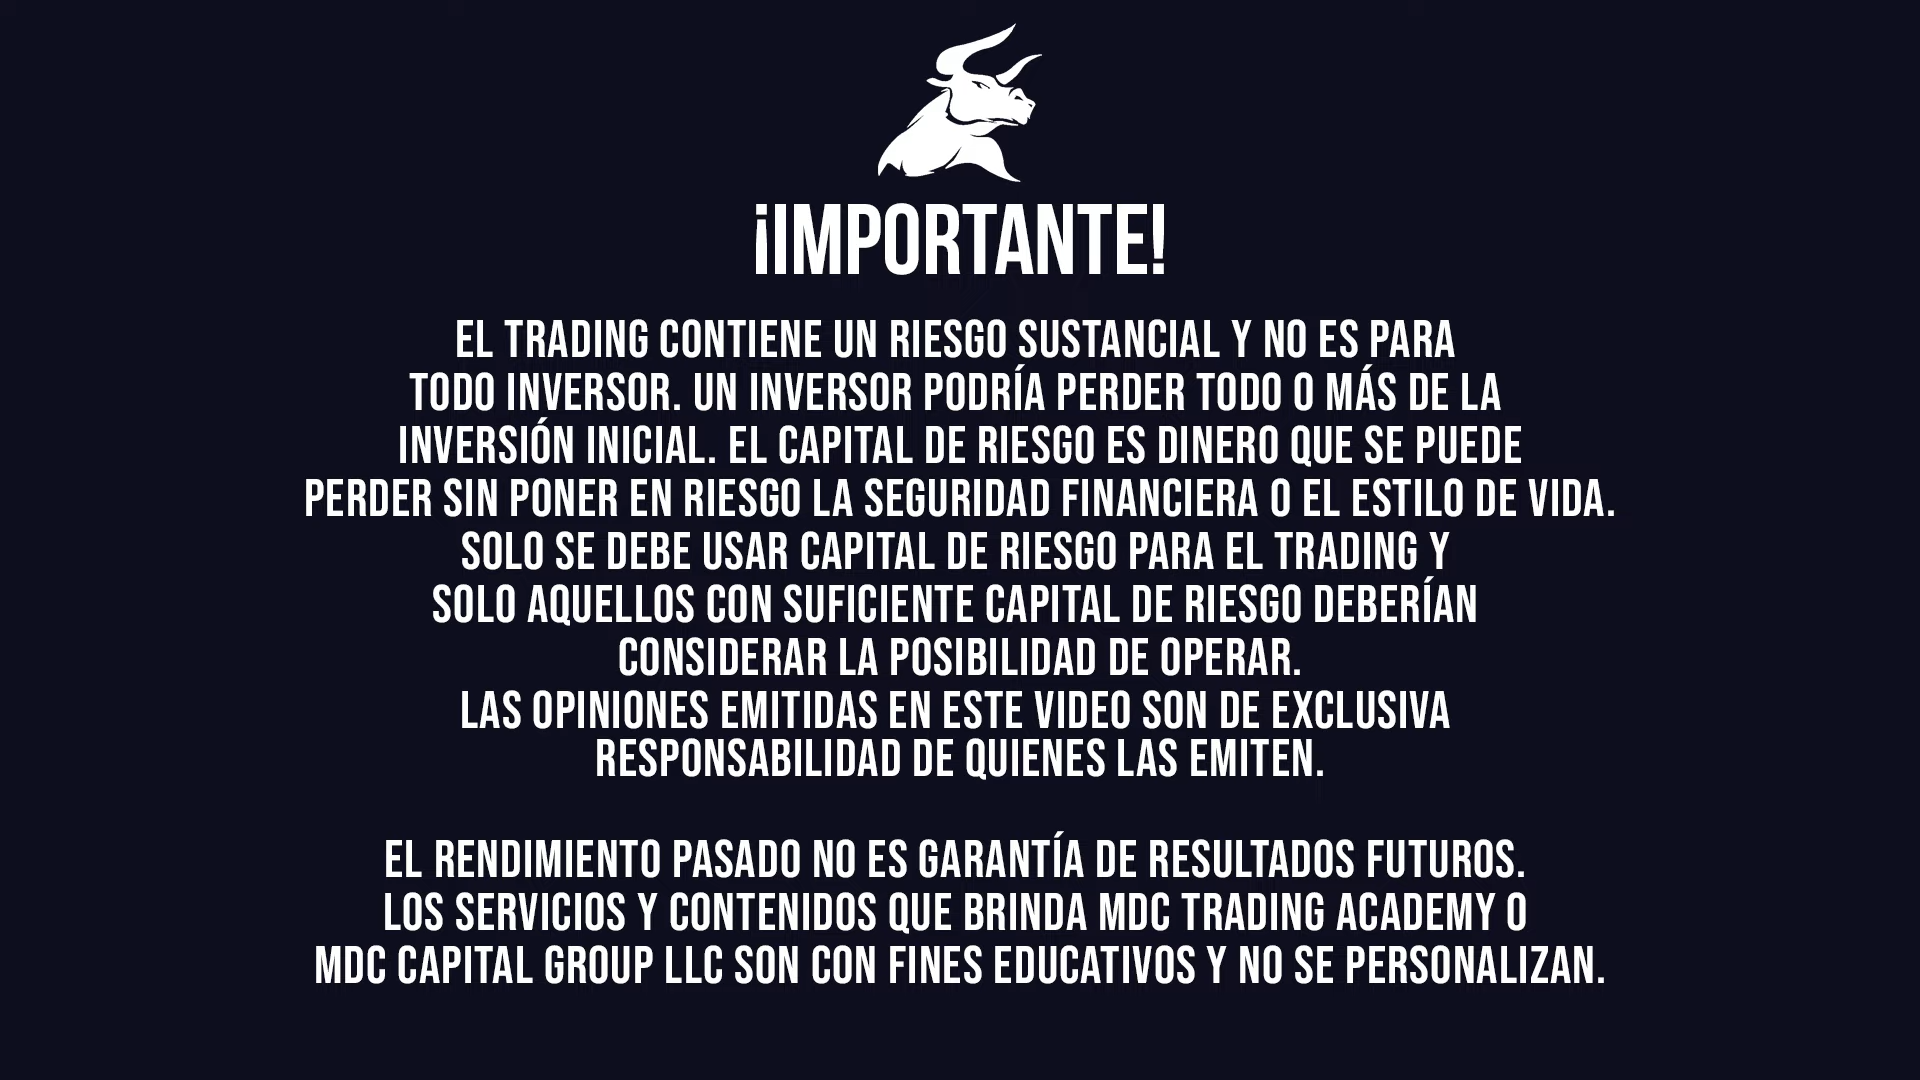 ¡IMPORTANTE!
EL TRADING CONTIENE UN RIESGO SUSTANCIAL Y NO ES PARA
TODO INVERSOR. UN INVERSOR PODRÍA PERDER TODO O MÁS DE LA
INVERSIÓN INICIAL. EL CAPITAL DE RIESGO ES DINERO QUE SE PUEDE
PERDER SIN PONER EN RIESGO LA SEGURIDAD FINANCIERA O EL ESTILO DE VIDA.
SOLO SE DEBE USAR CAPITAL DE RIESGO PARA EL TRADING Y
SOLO AQUELLOS CON SUFICIENTE CAPITAL DE RIESGO DEBERÍAN
CONSIDERAR LA POSIBILIDAD DE OPERAR.
LAS OPINIONES EMITIDAS EN ESTE VIDEO SON DE EXCLUSIVA
RESPONSABILIDAD DE QUIENES LAS EMITEN.
EL RENDIMIENTO PASADO NO ES GARANTÍA DE RESULTADOS FUTUROS.
LOS SERVICIOS Y CONTENIDOS QUE BRINDA MDC TRADING ACADEMY O
MDC CAPITAL GROUP LLC SON CON FINES EDUCATIVOS Y NO SE PERSONALIZAN.